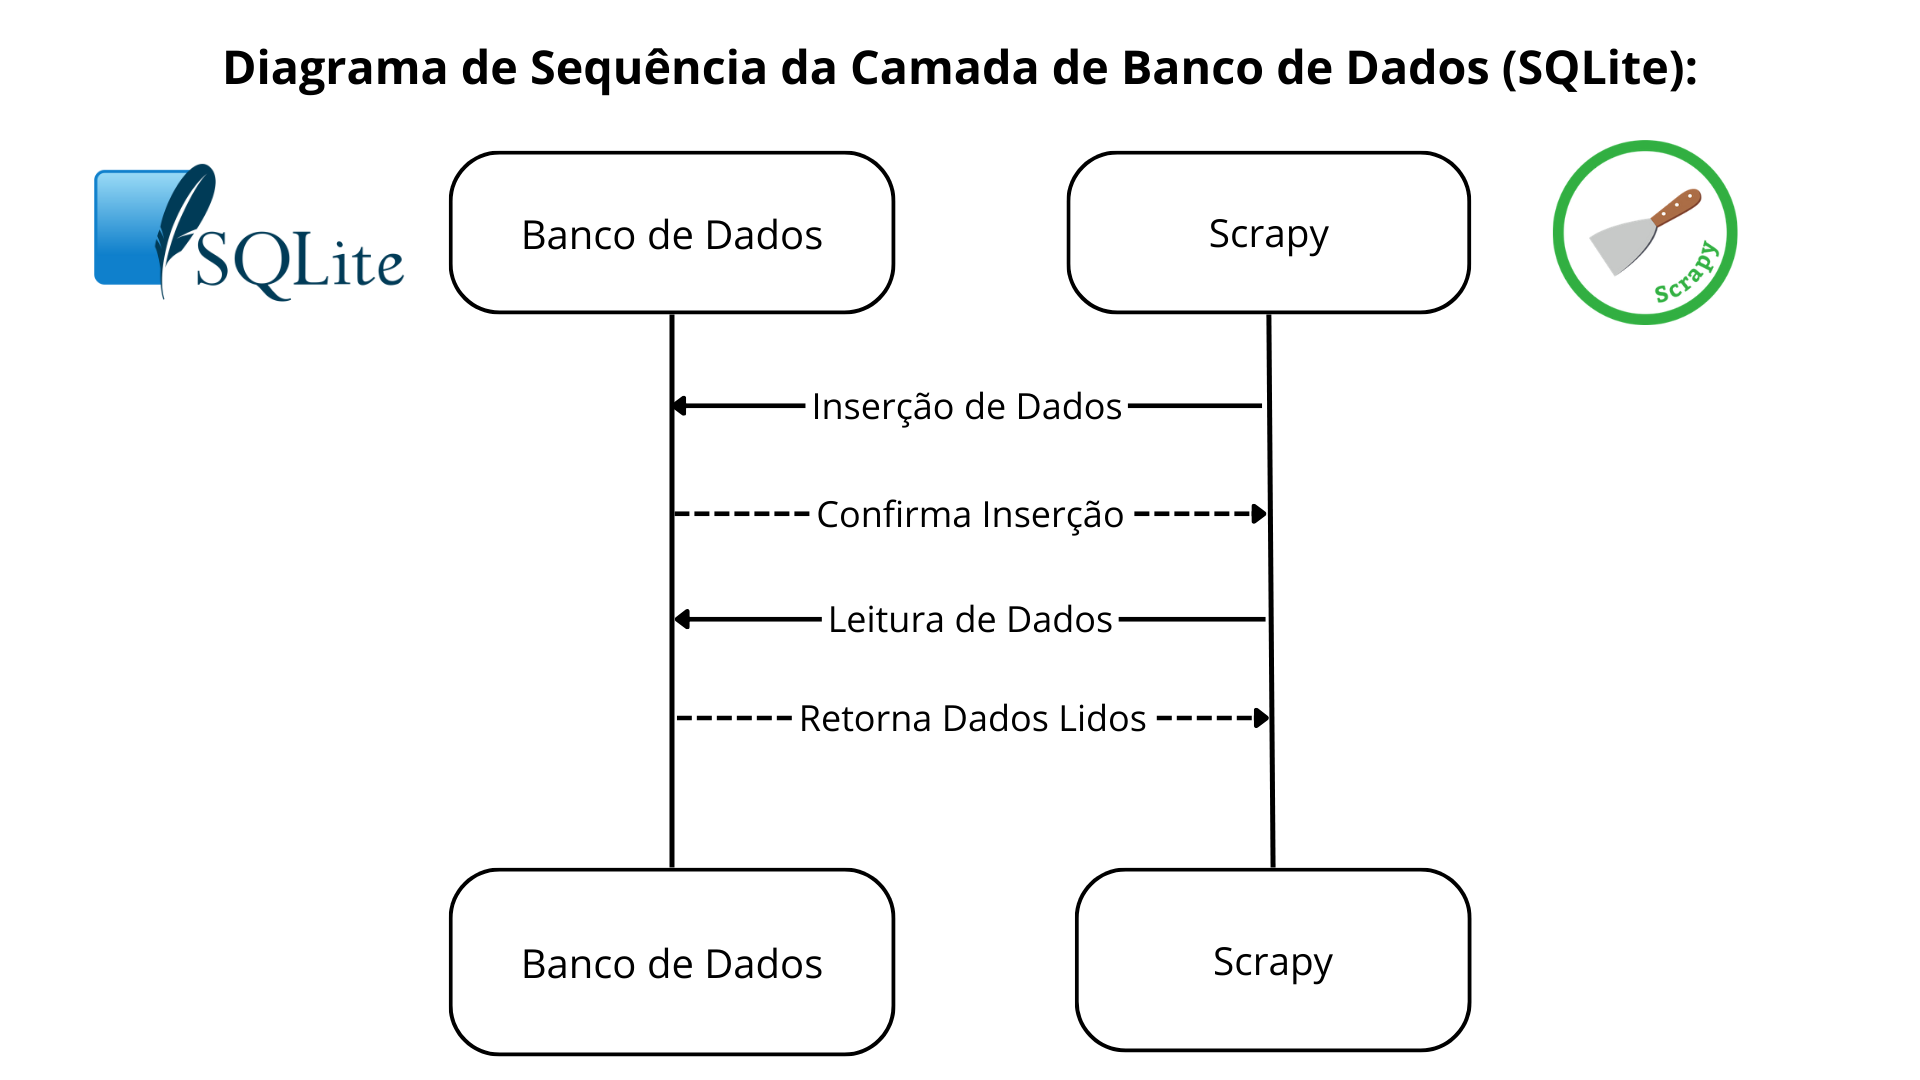 Diagrama de Sequência da Camada de Banco de Dados (SQLite):
SQLite
Banco de Dados
Scrapy
Scrapy
Inserção de Dados
Confirma Inserção
Leitura de Dados
Retorna Dados Lidos
Banco de Dados
Scrapy